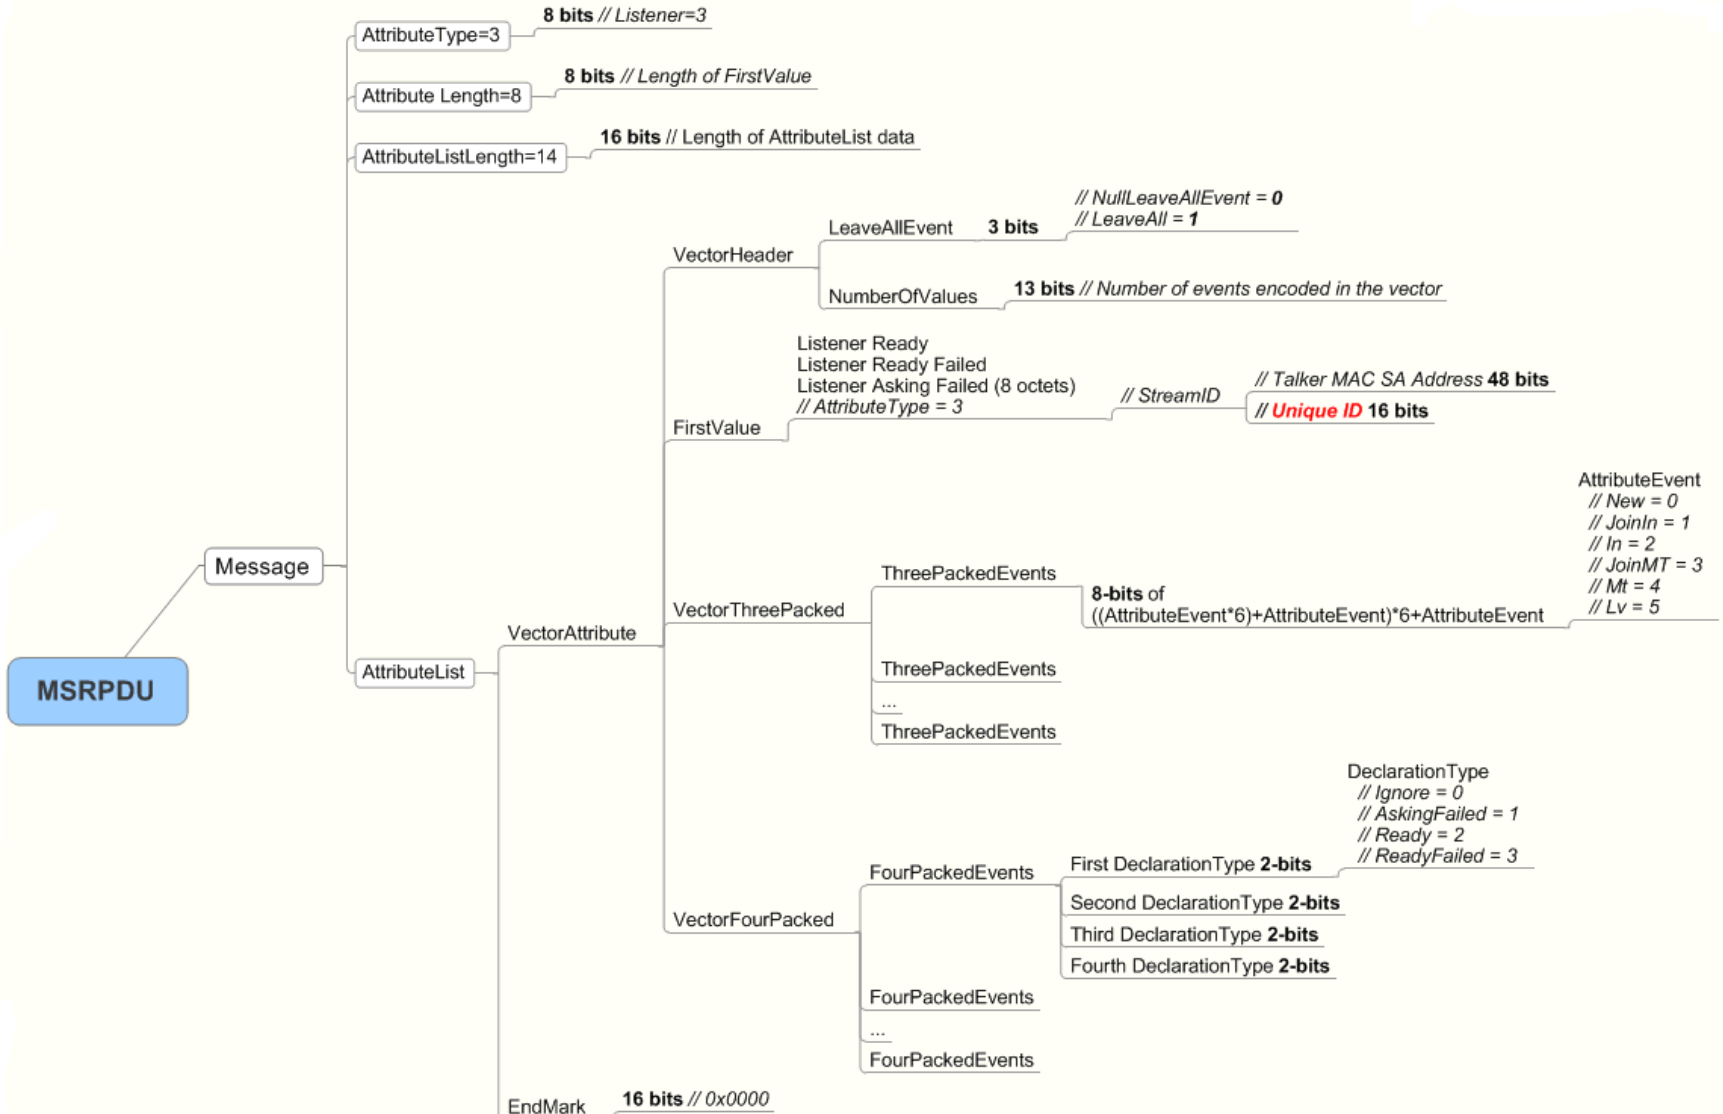 8 bits // Listener=3
AttributeType=3
8 bits // Length of FirstValue
Attribute Length=8
16 bits // Length of AttributeList data
AttributeListLength=14
// NullLeaveAllEvent = 0
// LeaveAll = 1
LeaveAllEvent 3 bits
VectorHeader
13 bits // Number of events encoded in the vector
NumberOfValues
Listener Ready
Listener Ready Failed
Listener Asking Failed (8 octets)
// AttributeType = 3
// StreamID
// Talker MAC SA Address 48 bits
// Unique ID 16 bits
FirstValue
AttributeEvent
// New = 0
// JoinIn = 1
// In = 2
// JoinMT = 3
// Mt = 4
// Lv = 5
Message
ThreePackedEvents
8-bits of
((AttributeEvent*6)+AttributeEvent)*6+AttributeEvent
VectorThreePacked
VectorAttribute
ThreePackedEvents
...
ThreePackedEvents
AttributeList
MSRPDU
DeclarationType
// Ignore = 0
// AskingFailed = 1
// Ready = 2
// ReadyFailed = 3
FourPackedEvents
First DeclarationType 2-bits
Second DeclarationType 2-bits
Third DeclarationType 2-bits
Fourth DeclarationType 2-bits
VectorFourPacked
FourPackedEvents
...
FourPackedEvents
16 bits // 0x0000
EndMark